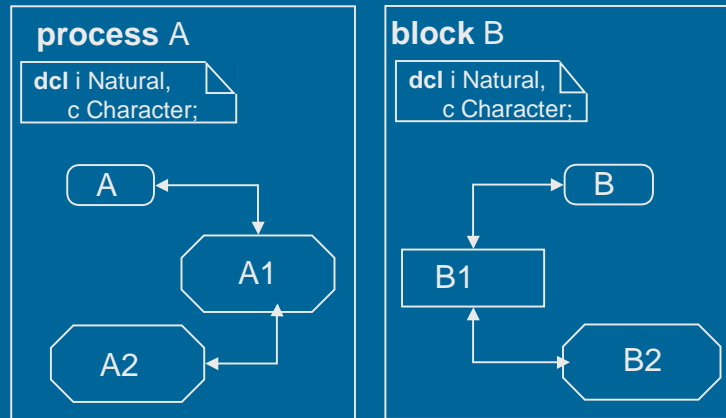 process A
dcl i Natural,
c Character;
A
A1
A2
block B
dcl i Natural,
c Character;
B
B1
B2